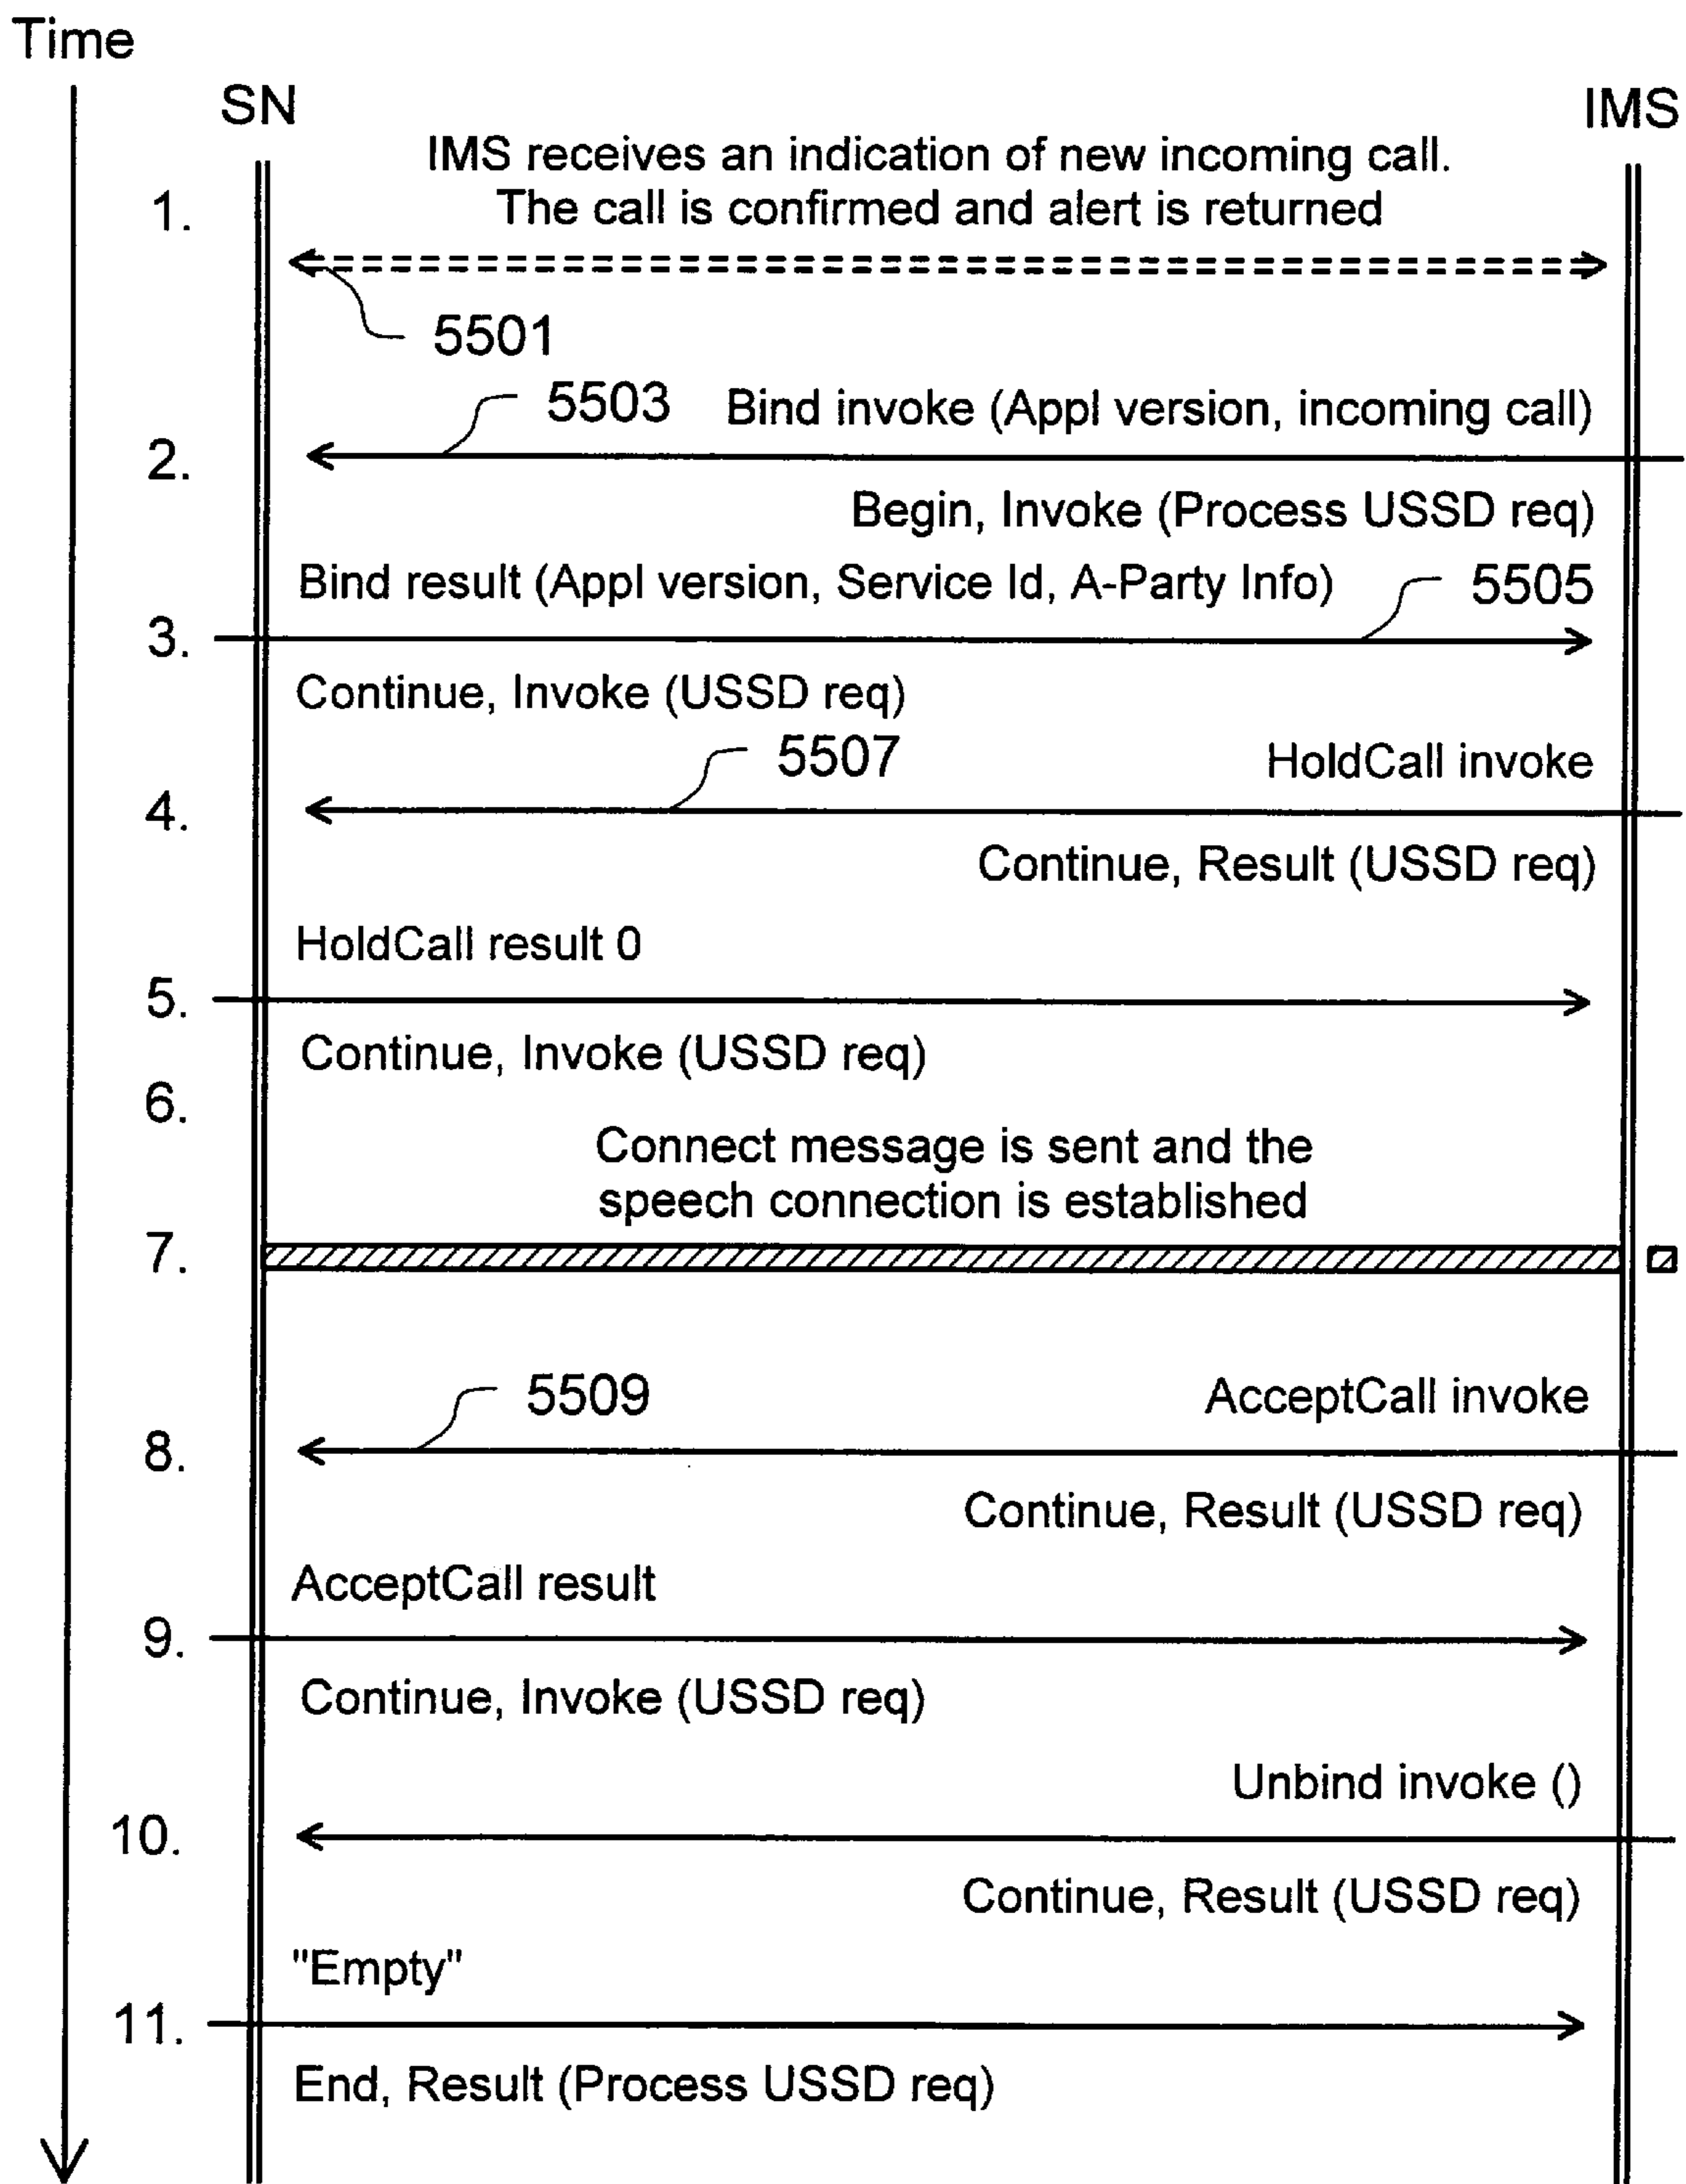 Time
SN
IMS
IMS receives an indication of new incoming call.
1.
The call is confirmed and alert is returned
5501
5503
Bind invoke (Appl version, incoming call)
2.
Begin, Invoke (Process USSD req)
Bind result (Appl version, Service Id, A-Party Info)
5505
3.
Continue, Invoke (USSD req)
5507
HoldCall invoke
4.
Continue, Result (USSD req)
HoldCall result 0
5.
Continue, Invoke (USSD req)
6.
Connect message is sent and the
speech connection is established
7.
5509
AcceptCall invoke
8.
Continue, Result (USSD req)
AcceptCall result
9.
Continue, Invoke (USSD req)
Unbind invoke ()
10.
Continue, Result (USSD req)
"Empty"
11.
End, Result (Process USSD req)